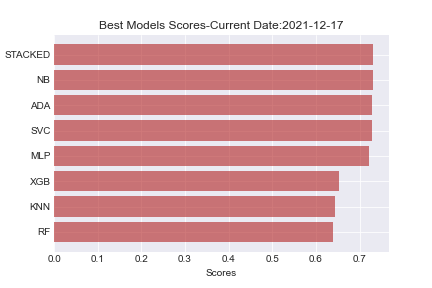 Best Models Scores-Current Date:2021-12-17
STACKED
NB
ADA
SVC
MLP
XGB
KNN
RF
0.0 0.1 0.2 0.3 0.4 0.5 0.6 0.7
Scores